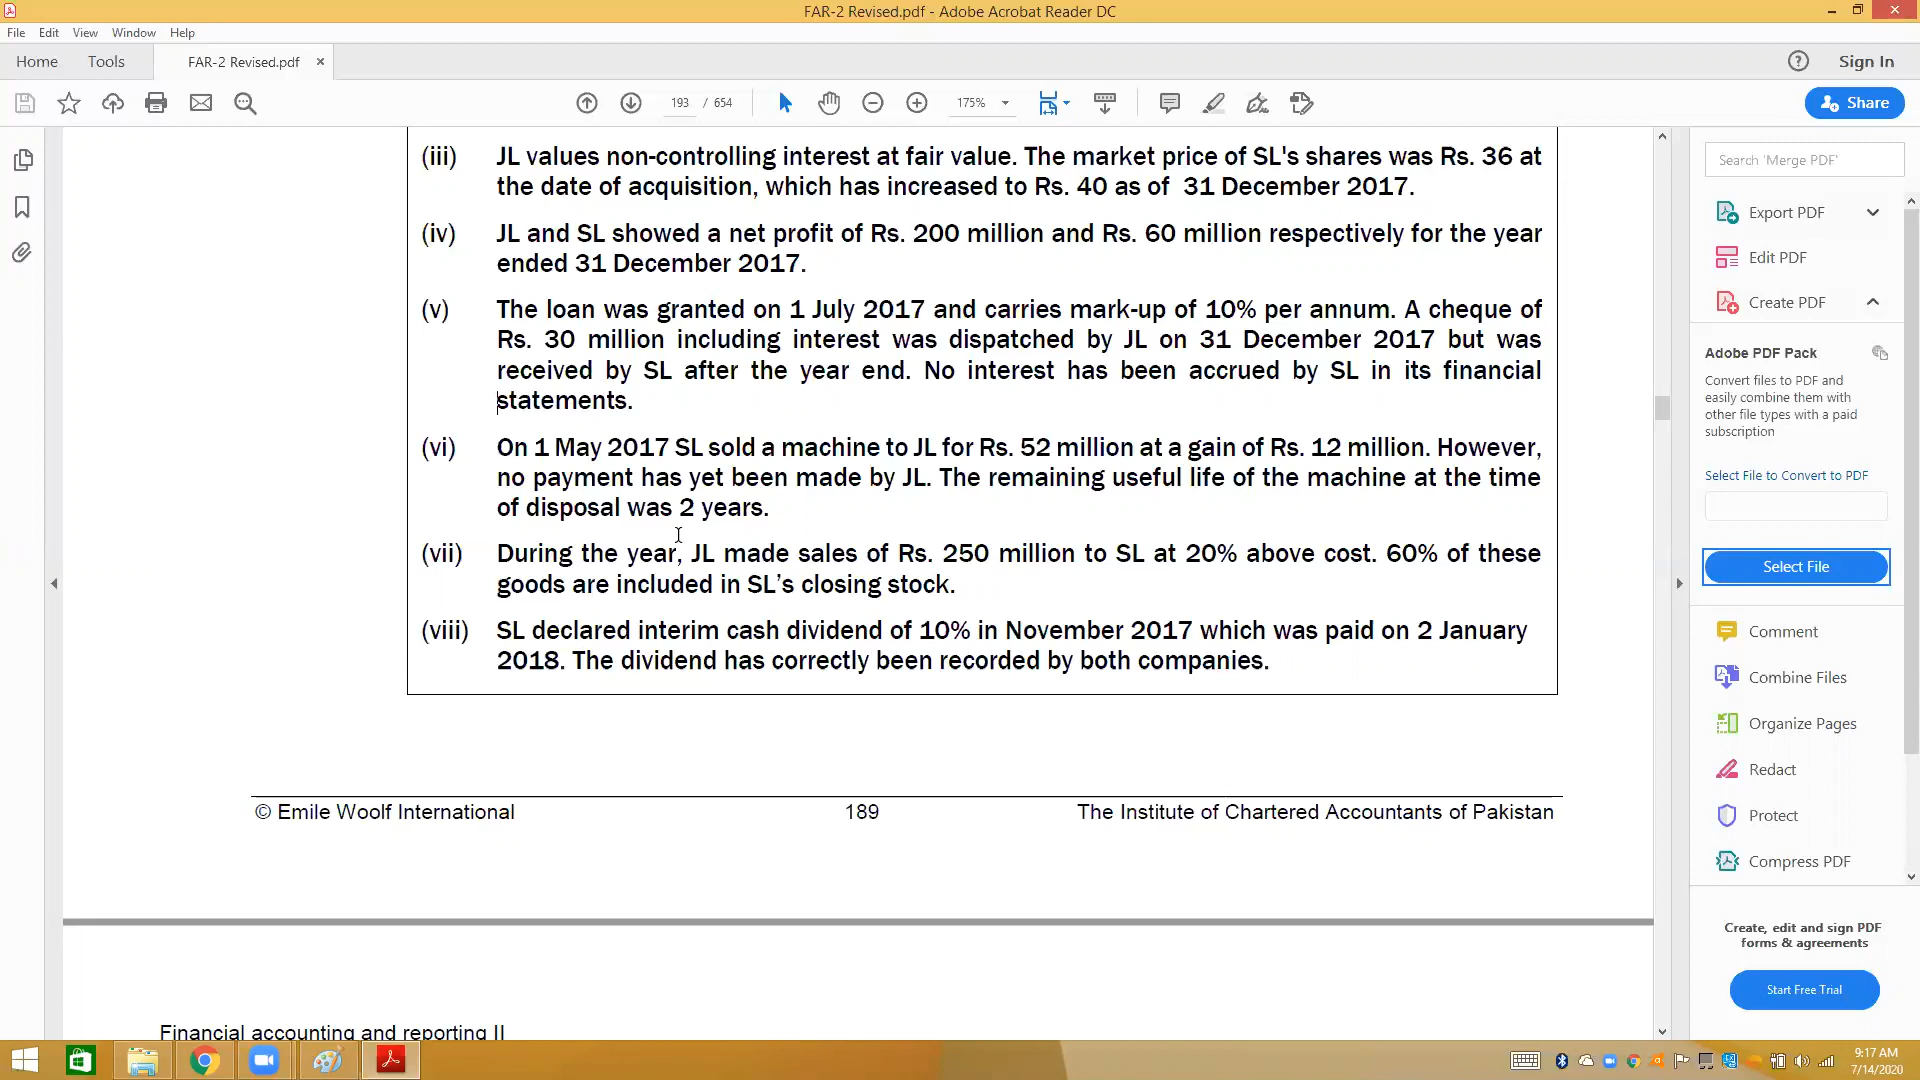 FAR-2 Revised.pdf - Adobe Acrobat Reader DC
File Edit View Window Help
Home Tools FAR-2 Revised.pdf × Sign In
193 / 654 175% Share
(iii) JL values non-controlling interest at fair value. The market price of SL's shares was Rs. 36 at
the date of acquisition, which has increased to Rs. 40 as of 31 December 2017.
(iv) JL and SL showed a net profit of Rs. 200 million and Rs. 60 million respectively for the year
ended 31 December 2017.
(v) The loan was granted on 1 July 2017 and carries mark-up of 10% per annum. A cheque of
Rs. 30 million including interest was dispatched by JL on 31 December 2017 but was
received by SL after the year end. No interest has been accrued by SL in its financial
statements.
(vi) On 1 May 2017 SL sold a machine to JL for Rs. 52 million at a gain of Rs. 12 million. However,
no payment has yet been made by JL. The remaining useful life of the machine at the time
of disposal was 2 years.
(vii) During the year, JL made sales of Rs. 250 million to SL at 20% above cost. 60% of these
goods are included in SL’s closing stock.
(viii) SL declared interim cash dividend of 10% in November 2017 which was paid on 2 January
2018. The dividend has correctly been recorded by both companies.
© Emile Woolf International 189 The Institute of Chartered Accountants of Pakistan
Financial accounting and reporting II
Search 'Merge PDF'
Export PDF
Edit PDF
Create PDF
Adobe PDF Pack
Convert files to PDF and
easily combine them with
other file types with a paid
subscription
Select File to Convert to PDF
Select File
Comment
Combine Files
Organize Pages
Redact
Protect
Compress PDF
Create, edit and sign PDF
forms & agreements
Start Free Trial
9:17 AM
7/14/2020